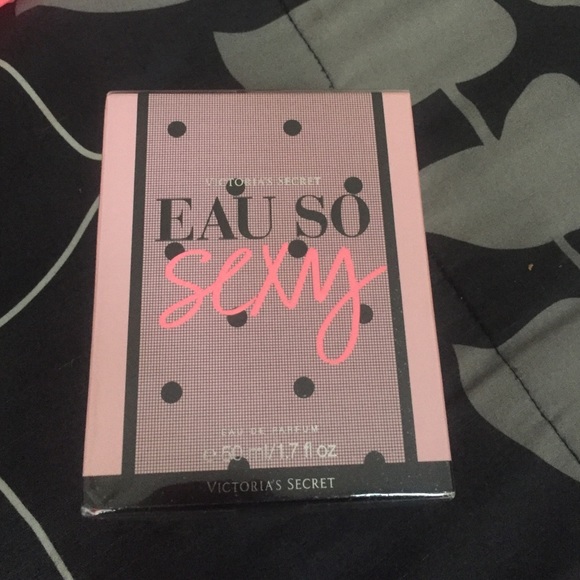 VICTORIA'S SECRET
EAU SO
sexy
EAU DE PARFUM
℮ 50 ml/1.7 fl oz
VICTORIA'S SECRET